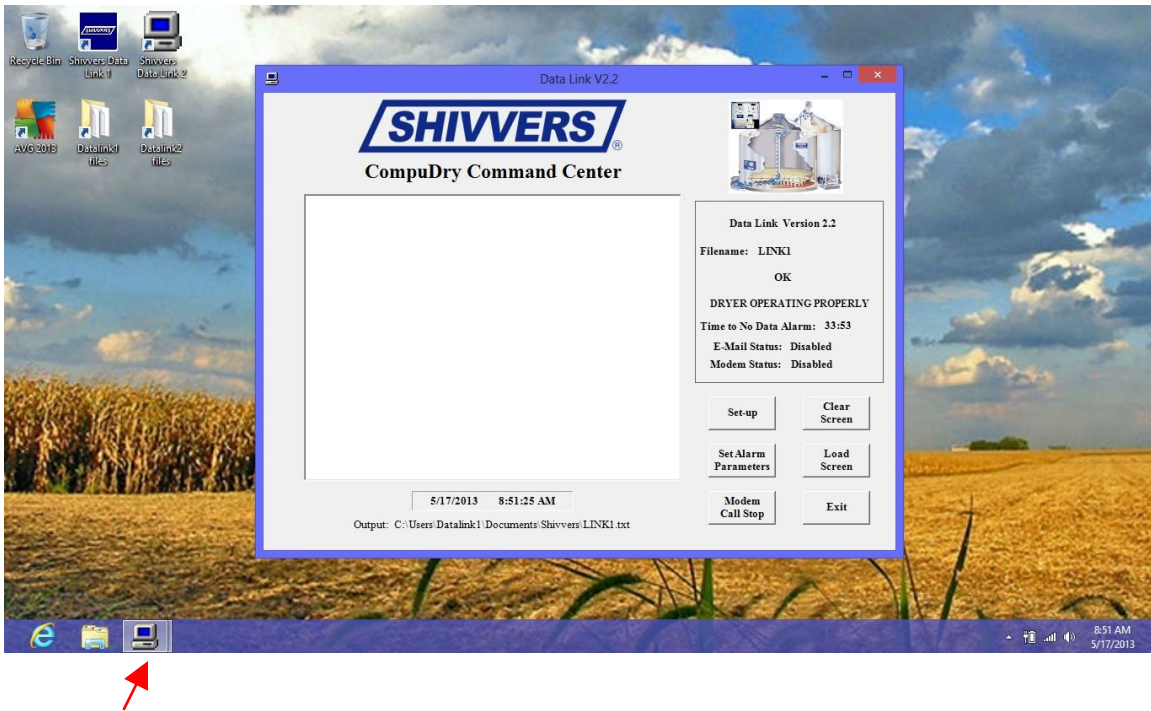 Recycle Bin
Shivvers Data Link 1
Shivvers Data Link 2
AVG 2013
Datalink1 files
Datalink2 files
Data Link V2.2
SHIVVERS®
CompuDry Command Center
Data Link Version 2.2
Filename: LINK1
OK
DRYER OPERATING PROPERLY
Time to No Data Alarm: 33:53
E-Mail Status: Disabled
Modem Status: Disabled
Set-up
Clear
Screen
Set Alarm
Parameters
Load
Screen
Modem
Call Stop
Exit
5/17/2013 8:51:25 AM
Output: C:\Users\Datalink1\Documents\Shivvers\LINK1.txt
8:51 AM
5/17/2013